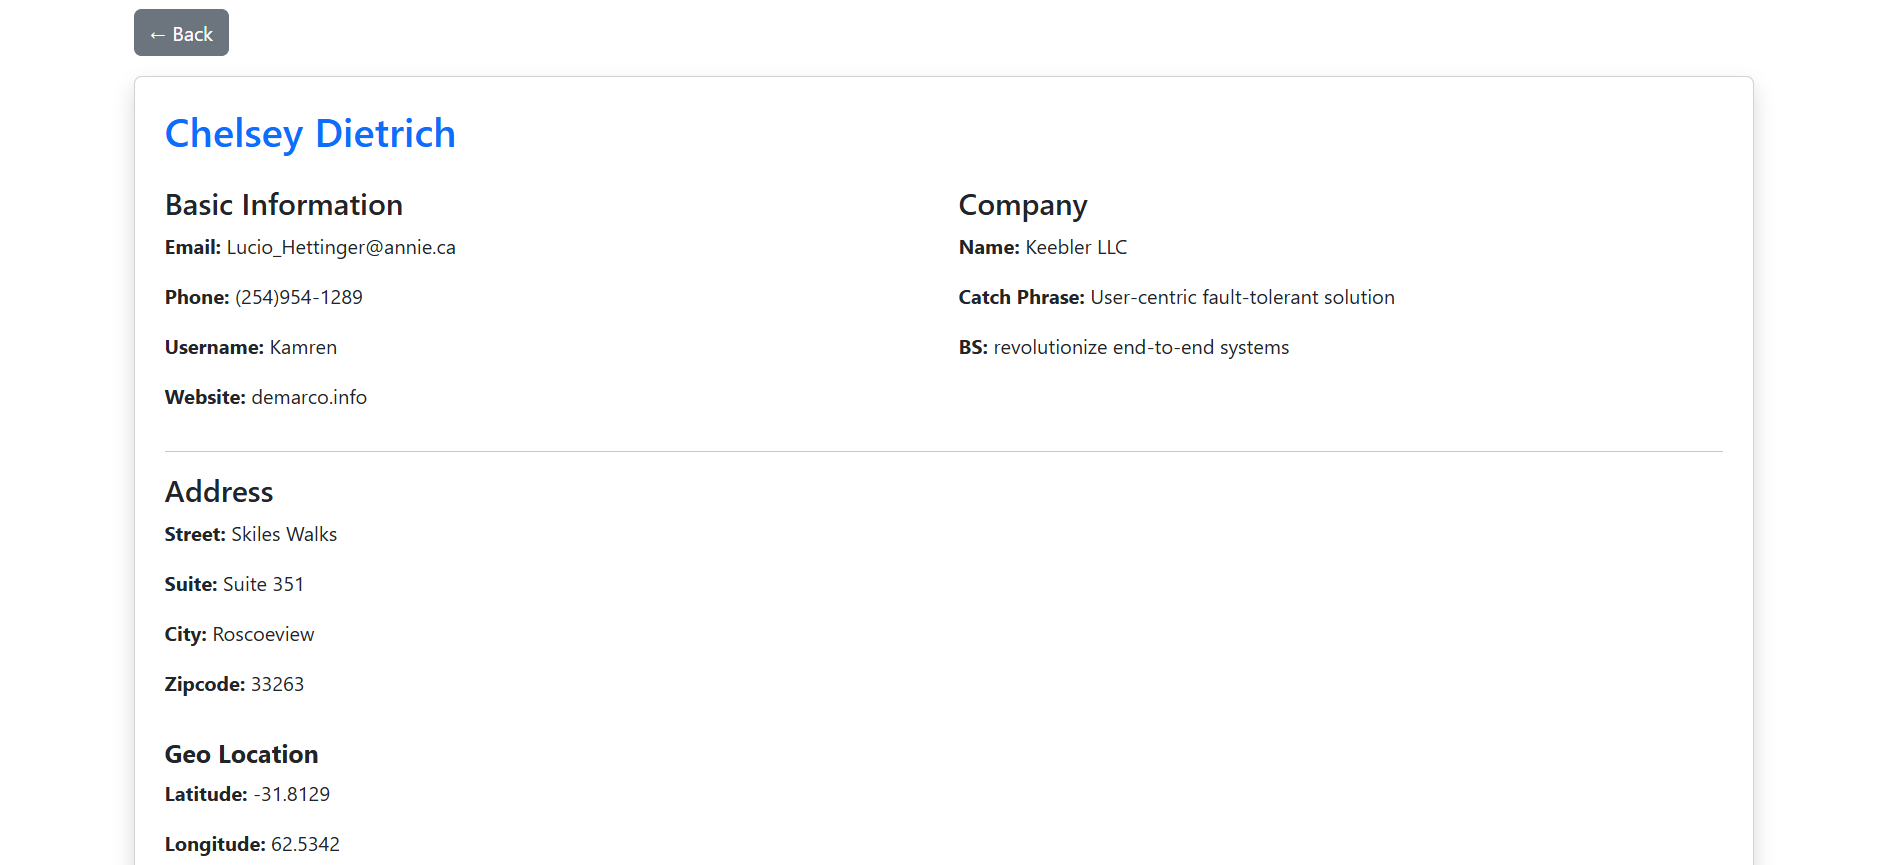 ← Back
Chelsey Dietrich
Basic Information
Email: Lucio_Hettinger@annie.ca
Phone: (254)954-1289
Username: Kamren
Website: demarco.info
Company
Name: Keebler LLC
Catch Phrase: User-centric fault-tolerant solution
BS: revolutionize end-to-end systems
Address
Street: Skiles Walks
Suite: Suite 351
City: Roscoeview
Zipcode: 33263
Geo Location
Latitude: -31.8129
Longitude: 62.5342